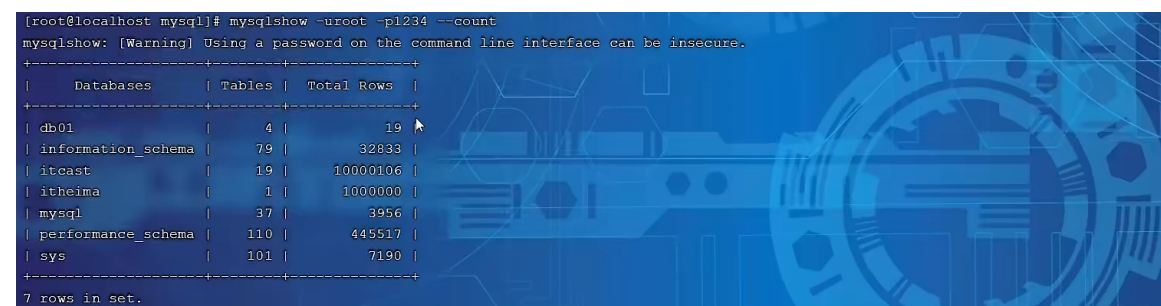 [root@localhost mysql]# mysqlshow -uroot -p1234 --count
mysqlshow: [Warning] Using a password on the command line interface can be insecure.
+--------------------+--------+--------------+
|     Databases      | Tables |  Total Rows  |
+--------------------+--------+--------------+
| db01               |      4 |           19 |
| information_schema |     79 |        32833 |
| itcast             |     19 |     10000106 |
| itheima            |      1 |      1000000 |
| mysql              |     37 |         3956 |
| performance_schema |    110 |       445517 |
| sys                |    101 |         7190 |
+--------------------+--------+--------------+
7 rows in set.